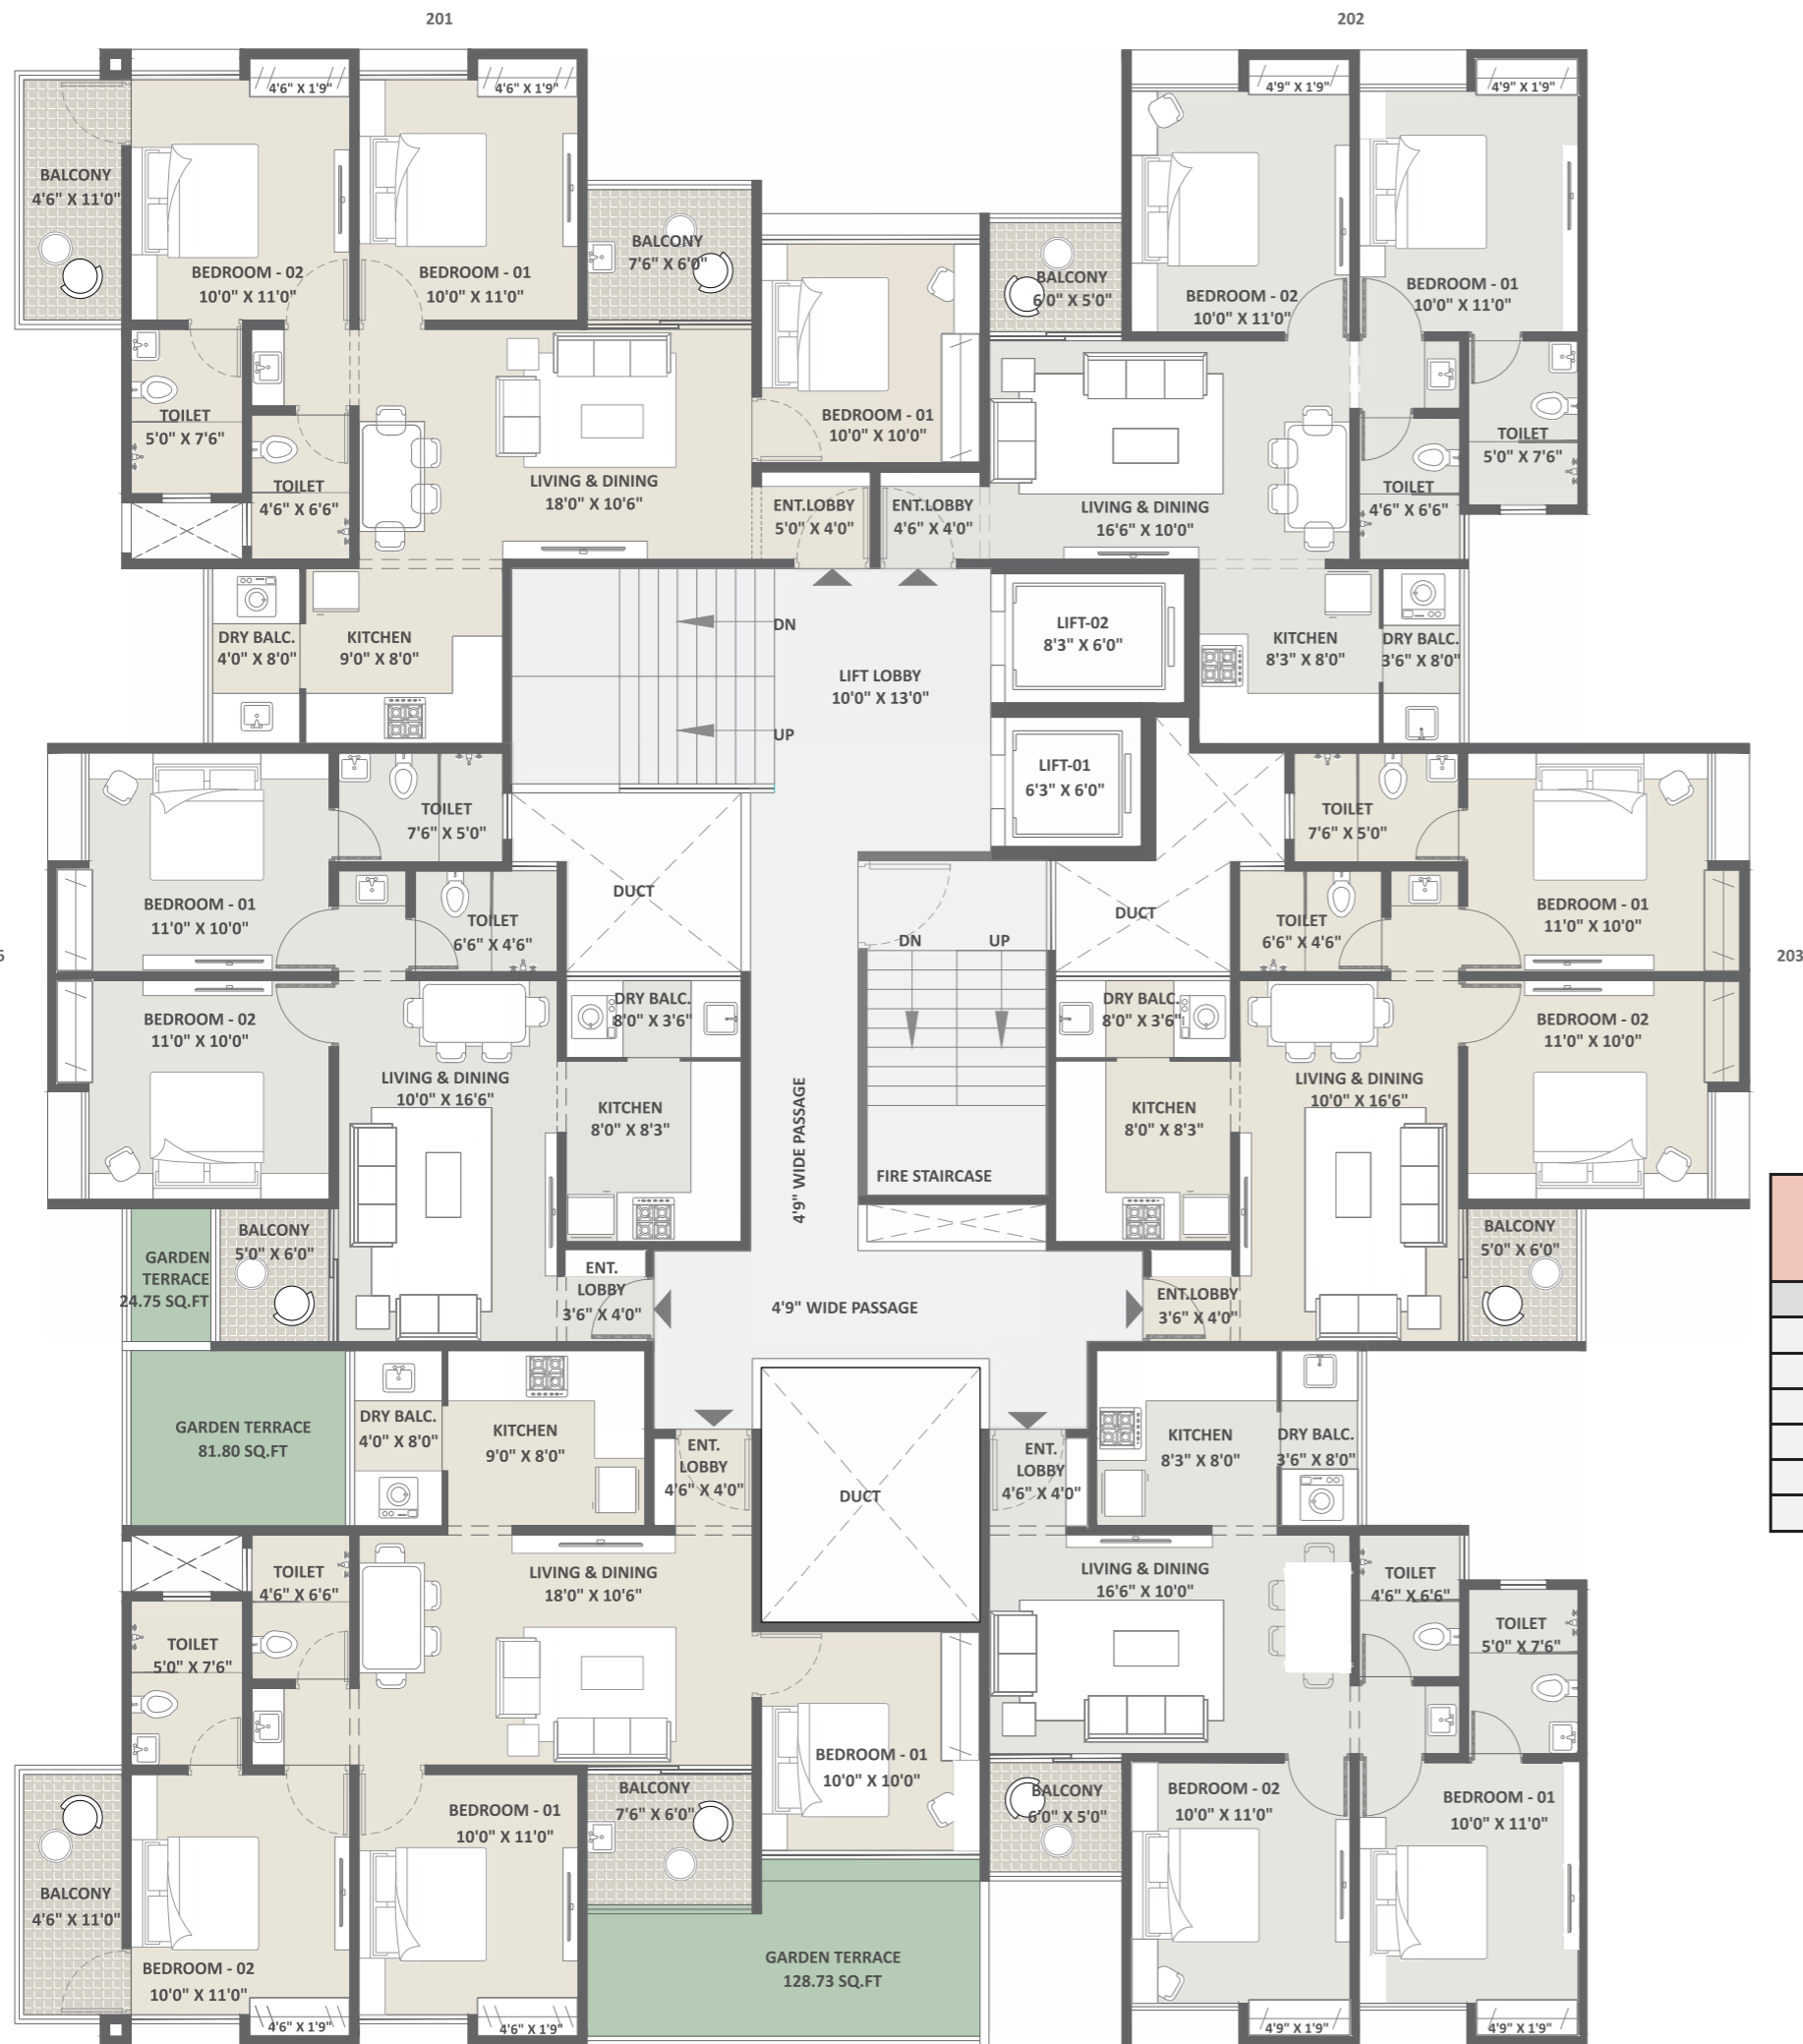 201
202
4'6" X 1'9"
4'6" X 1'9"
4'9" X 1'9"
4'9" X 1'9"
BALCONY
4'6" X 11'0"
BEDROOM - 02
10'0" X 11'0"
BEDROOM - 01
10'0" X 11'0"
BALCONY
7'6" X 6'0"
BEDROOM - 01
10'0" X 10'0"
BALCONY
6'0" X 5'0"
BEDROOM - 02
10'0" X 11'0"
BEDROOM - 01
10'0" X 11'0"
TOILET
5'0" X 7'6"
TOILET
4'6" X 6'6"
LIVING & DINING
18'0" X 10'6"
ENT.LOBBY
5'0" X 4'0"
ENT.LOBBY
4'6" X 4'0"
LIVING & DINING
16'6" X 10'0"
TOILET
4'6" X 6'6"
TOILET
5'0" X 7'6"
DRY BALC.
4'0" X 8'0"
KITCHEN
9'0" X 8'0"
DN
UP
LIFT LOBBY
10'0" X 13'0"
LIFT-02
8'3" X 6'0"
KITCHEN
8'3" X 8'0"
DRY BALC.
3'6" X 8'0"
LIFT-01
6'3" X 6'0"
TOILET
7'6" X 5'0"
TOILET
7'6" X 5'0"
BEDROOM - 01
11'0" X 10'0"
TOILET
6'6" X 4'6"
DUCT
DUCT
TOILET
6'6" X 4'6"
BEDROOM - 01
11'0" X 10'0"
6
203
DN
UP
BEDROOM - 02
11'0" X 10'0"
DRY BALC.
8'0" X 3'6"
DRY BALC.
8'0" X 3'6"
BEDROOM - 02
11'0" X 10'0"
LIVING & DINING
10'0" X 16'6"
KITCHEN
8'0" X 8'3"
4'9" WIDE PASSAGE
FIRE STAIRCASE
KITCHEN
8'0" X 8'3"
LIVING & DINING
10'0" X 16'6"
GARDEN
TERRACE
24.75 SQ.FT
BALCONY
5'0" X 6'0"
ENT.
LOBBY
3'6" X 4'0"
4'9" WIDE PASSAGE
ENT.LOBBY
3'6" X 4'0"
BALCONY
5'0" X 6'0"
GARDEN TERRACE
81.80 SQ.FT
DRY BALC.
4'0" X 8'0"
KITCHEN
9'0" X 8'0"
ENT.
LOBBY
4'6" X 4'0"
DUCT
ENT.
LOBBY
4'6" X 4'0"
KITCHEN
8'3" X 8'0"
DRY BALC.
3'6" X 8'0"
TOILET
4'6" X 6'6"
LIVING & DINING
18'0" X 10'6"
LIVING & DINING
16'6" X 10'0"
TOILET
4'6" X 6'6"
TOILET
5'0" X 7'6"
TOILET
5'0" X 7'6"
BEDROOM - 01
10'0" X 10'0"
BEDROOM - 01
10'0" X 11'0"
BALCONY
7'6" X 6'0"
BALCONY
6'0" X 5'0"
BEDROOM - 02
10'0" X 11'0"
BEDROOM - 01
10'0" X 11'0"
BALCONY
4'6" X 11'0"
BEDROOM - 02
10'0" X 11'0"
GARDEN TERRACE
128.73 SQ.FT
4'6" X 1'9"
4'6" X 1'9"
4'9" X 1'9"
4'9" X 1'9"